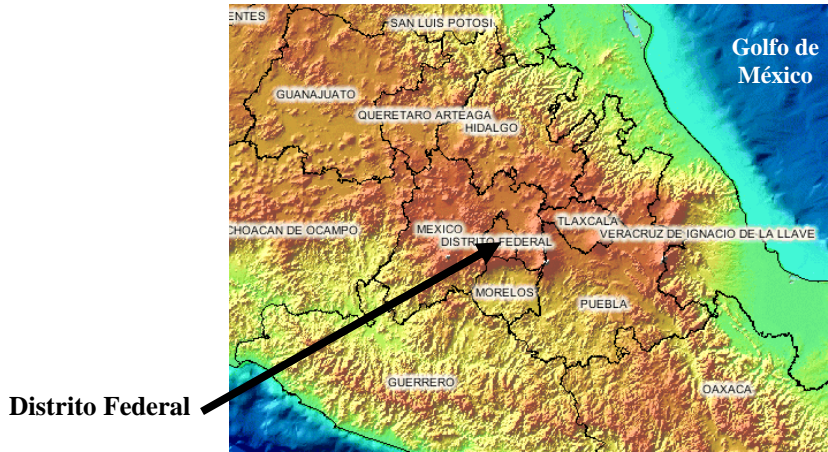 ENTES
SAN LUIS POTOSI
Golfo de
México
GUANAJUATO
QUERETARO ARTEAGA
HIDALGO
TLAXCALA
CHOACAN DE OCAMPO
MEXICO
VERACRUZ DE IGNACIO DE LA LLAVE
DISTRITO FEDERAL
MORELOS
PUEBLA
GUERRERO
OAXACA
Distrito Federal